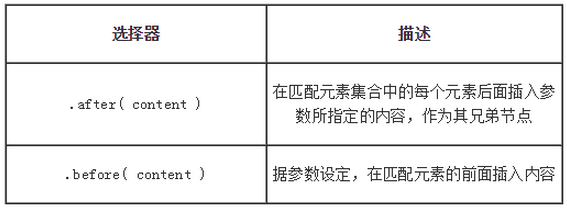 选择器
描述
.after( content )
在匹配元素集合中的每个元素后面插入参
数所指定的内容，作为其兄弟节点
.before( content )
据参数设定，在匹配元素的前面插入内容